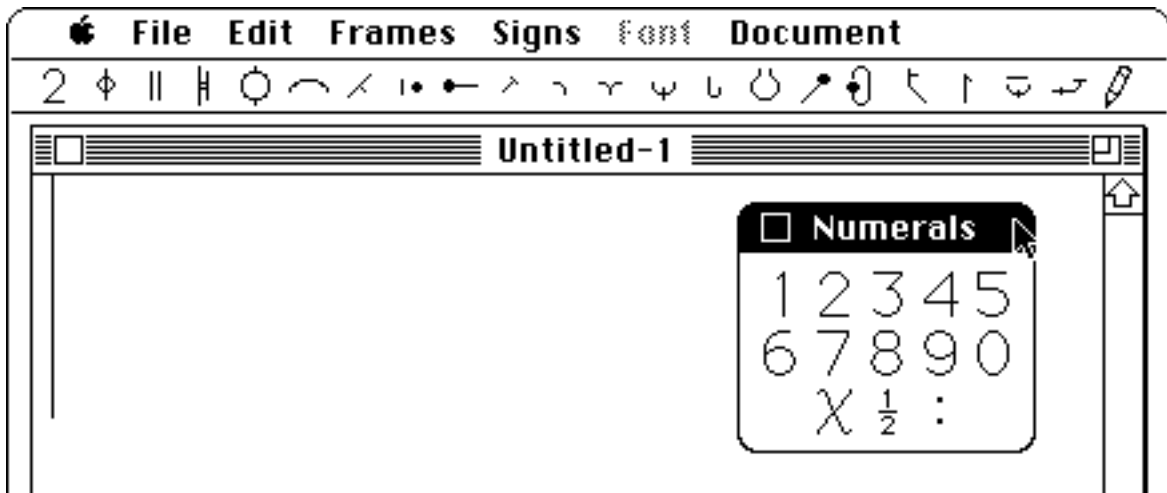 File Edit Frames Signs Font Document
2
Untitled-1
Numerals
1 2 3 4 5
6 7 8 9 0
χ ½ :